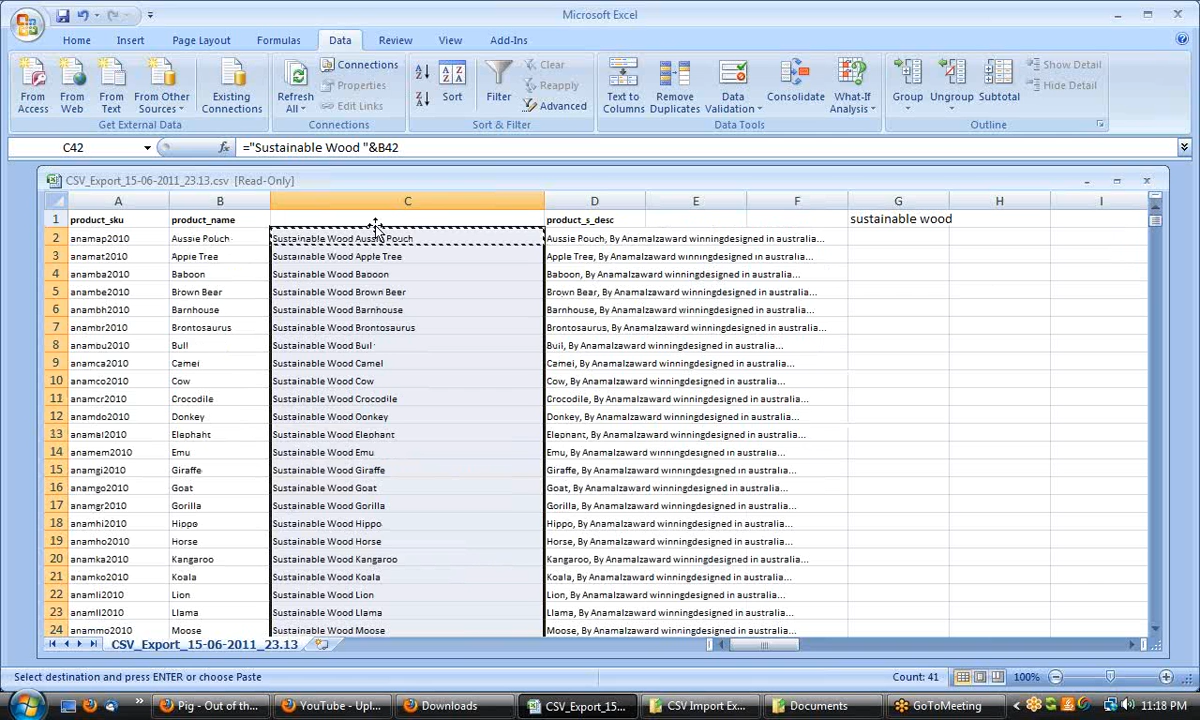 Microsoft Excel
Home Insert Page Layout Formulas Data Review View Add-Ins
From Access
From Web
From Text
From Other Sources
Existing Connections
Refresh All
Connections
Properties
Edit Links
Sort
Filter
Clear
Reapply
Advanced
Text to Columns
Remove Duplicates
Data Validation
Consolidate
What-If Analysis
Group
Ungroup
Subtotal
Show Detail
Hide Detail
Get External Data Connections Sort & Filter Data Tools Outline
C42 fx ="Sustainable Wood "&B42
CSV_Export_15-06-2011_23.13.csv [Read-Only]
A B C D E F G H I
1 product_sku product_name product_s_desc sustainable wood
2 anamap2010 Aussie Pouch Sustainable Wood Aussie Pouch Aussie Pouch, By Anamalzaward winningdesigned in australia...
3 anamat2010 Apple Tree Sustainable Wood Apple Tree Apple Tree, By Anamalzaward winningdesigned in australia...
4 anamba2010 Baboon Sustainable Wood Baboon Baboon, By Anamalzaward winningdesigned in australia...
5 anambe2010 Brown Bear Sustainable Wood Brown Beer Brown Bear, By Anamalzaward winningdesigned in australia...
6 anambh2010 Barnhouse Sustainable Wood Barnhouse Barnhouse, By Anamalzaward winningdesigned in australia...
7 anambr2010 Brontosaurus Sustainable Wood Brontosaurus Brontosaurus, By Anamalzaward winningdesigned in australia...
8 anambu2010 Bull Sustainable Wood Bull Bull, By Anamalzaward winningdesigned in australia...
9 anamca2010 Camel Sustainable Wood Camel Camel, By Anamalzaward winningdesigned in australia...
10 anamco2010 Cow Sustainable Wood Cow Cow, By Anamalzaward winningdesigned in australia...
11 anamcr2010 Crocodile Sustainable Wood Crocodile Crocodile, By Anamalzaward winningdesigned in australia...
12 anamdo2010 Donkey Sustainable Wood Donkey Donkey, By Anamalzaward winningdesigned in australia...
13 anamel2010 Elephant Sustainable Wood Elephant Elephant, By Anamalzaward winningdesigned in australia...
14 anamem2010 Emu Sustainable Wood Emu Emu, By Anamalzaward winningdesigned in australia...
15 anamgi2010 Giraffe Sustainable Wood Giraffe Giraffe, By Anamalzaward winningdesigned in australia...
16 anamgo2010 Goat Sustainable Wood Goat Goat, By Anamalzaward winningdesigned in australia...
17 anamgr2010 Gorilla Sustainable Wood Gorilla Gorilla, By Anamalzaward winningdesigned in australia...
18 anamhi2010 Hippo Sustainable Wood Hippo Hippo, By Anamalzaward winningdesigned in australia...
19 anamho2010 Horse Sustainable Wood Horse Horse, By Anamalzaward winningdesigned in australia...
20 anamka2010 Kangaroo Sustainable Wood Kangaroo Kangaroo, By Anamalzaward winningdesigned in australia...
21 anamko2010 Koala Sustainable Wood Koala Koala, By Anamalzaward winningdesigned in australia...
22 anamli2010 Lion Sustainable Wood Lion Lion, By Anamalzaward winningdesigned in australia...
23 anamll2010 Llama Sustainable Wood Llama Llama, By Anamalzaward winningdesigned in australia...
24 anammo2010 Moose Sustainable Wood Moose Moose, By Anamalzaward winningdesigned in australia...
CSV_Export_15-06-2011_23.13
Select destination and press ENTER or choose Paste Count: 41 100%
Pig - Out of th... YouTube - Upl... Downloads CSV_Export_15... CSV Import Ex... Documents GoToMeeting 11:18 PM